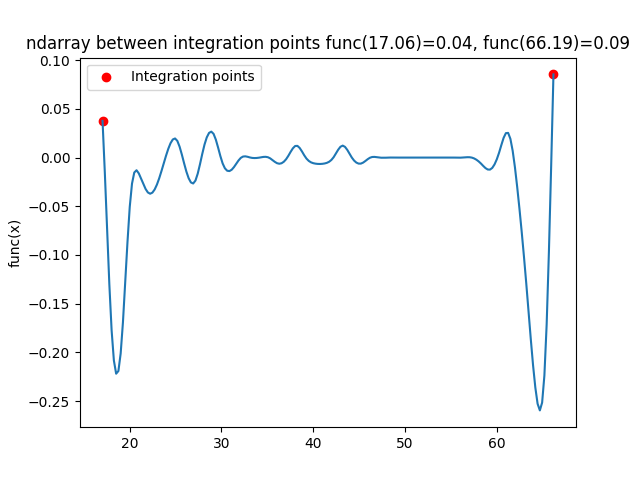 ndarray between integration points func(17.06)=0.04, func(66.19)=0.09
Integration points
0.10
0.05
0.00
−0.05
−0.10
−0.15
−0.20
−0.25
func(x)
20 30 40 50 60